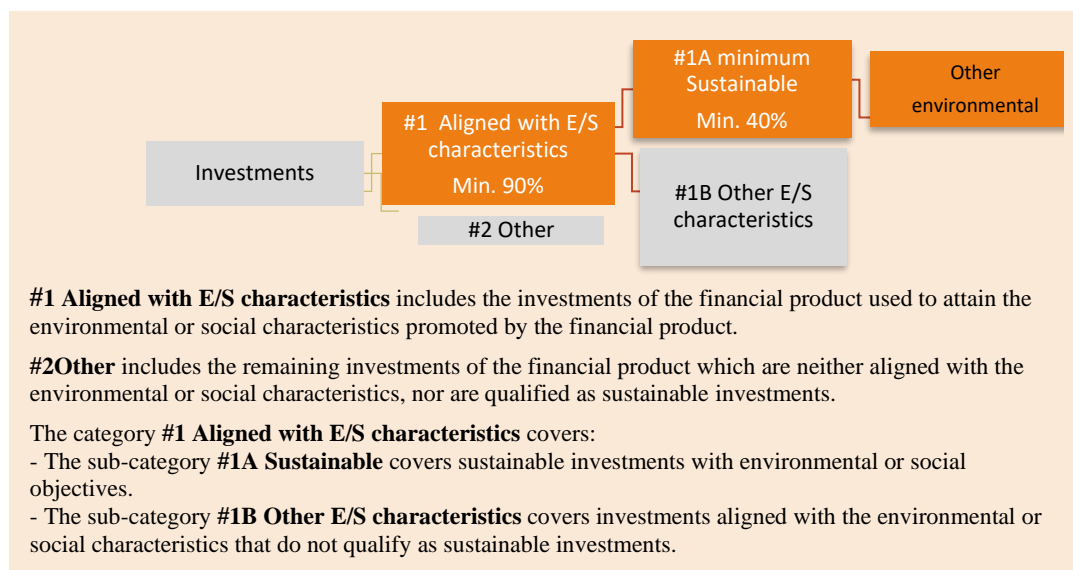 #1A minimum
Sustainable
Min. 40%
Other
environmental
#1 Aligned with E/S
characteristics
Min. 90%
Investments
#1B Other E/S
characteristics
#2 Other
#1 Aligned with E/S characteristics includes the investments of the financial product used to attain the
environmental or social characteristics promoted by the financial product.
#2Other includes the remaining investments of the financial product which are neither aligned with the
environmental or social characteristics, nor are qualified as sustainable investments.
The category #1 Aligned with E/S characteristics covers:
- The sub-category #1A Sustainable covers sustainable investments with environmental or social
objectives.
- The sub-category #1B Other E/S characteristics covers investments aligned with the environmental or
social characteristics that do not qualify as sustainable investments.